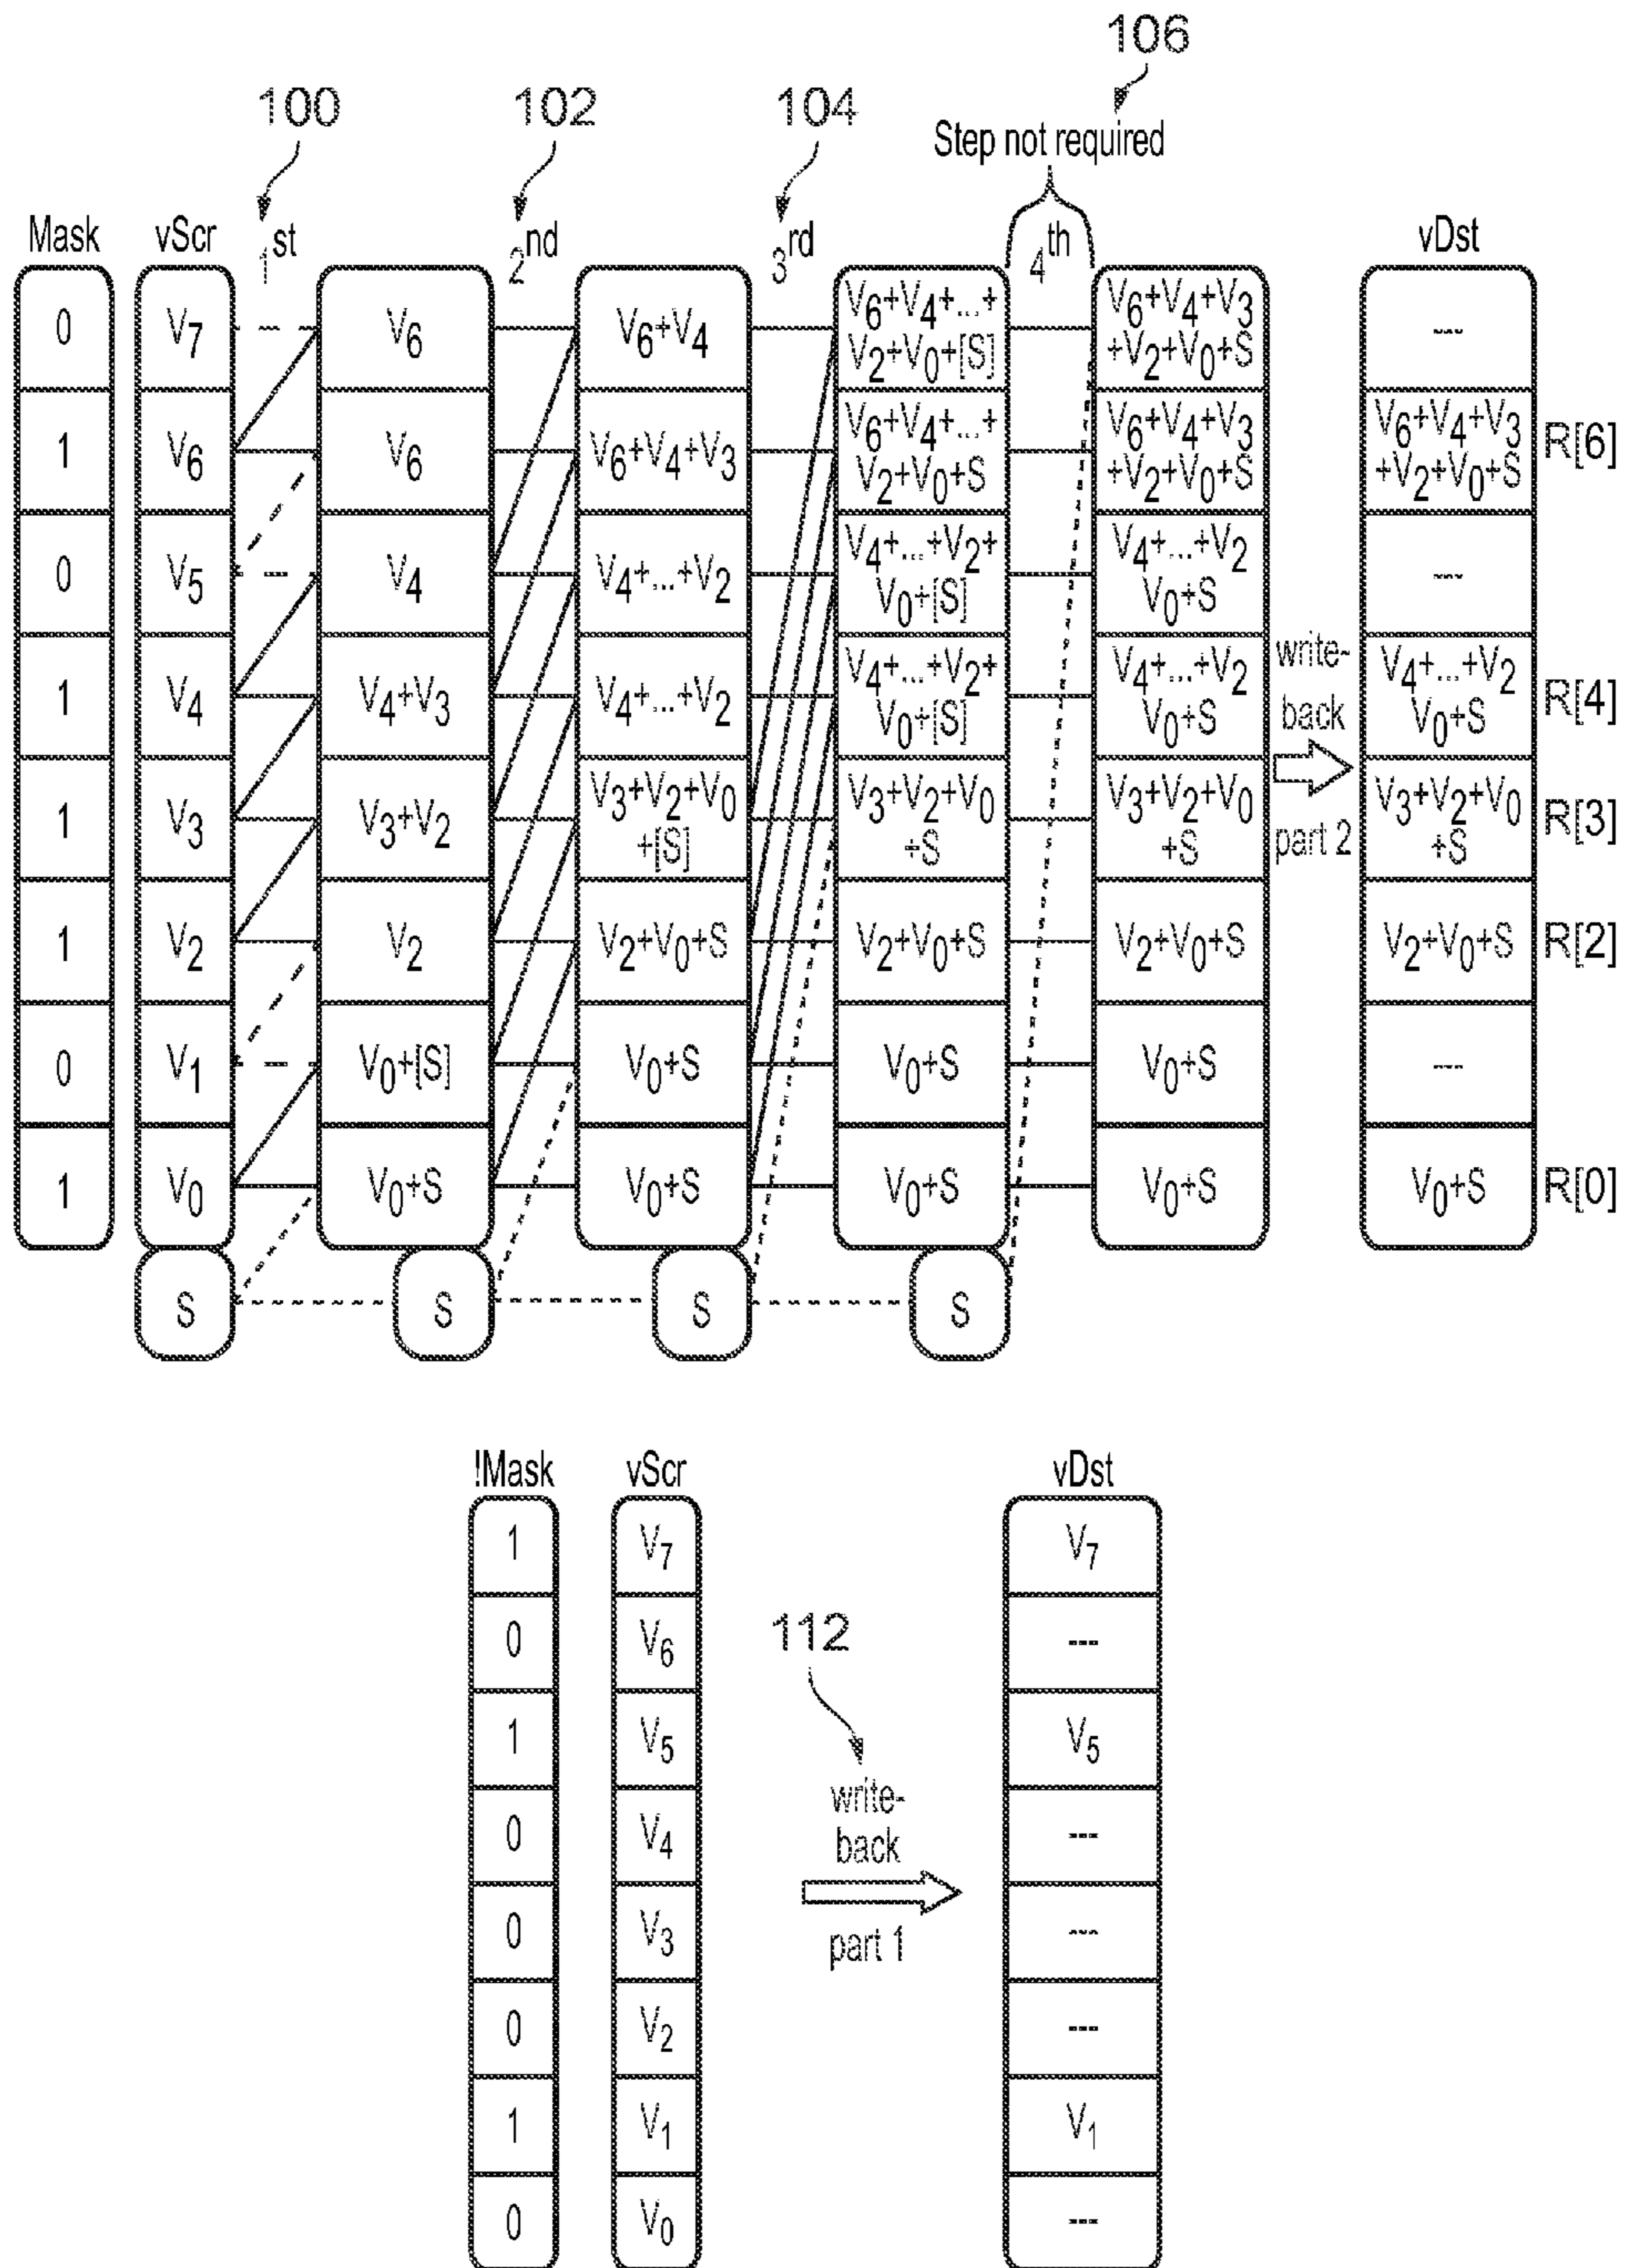 106
100 102 104
Step not required
Mask vScr 1st 2nd 3rd 4th vDst
0 V7 V6 V6+V4 V6+V4+...+ V2+V0+[S] V6+V4+V3 +V2+V0+S ---
1 V6 V6 V6+V4+V3 V6+V4+...+ V2+V0+S V6+V4+V3 +V2+V0+S V6+V4+V3 +V2+V0+S R[6]
0 V5 V4 V4+...+V2 V4+...+V2+ V0+[S] V4+...+V2 V0+S ---
1 V4 V4+V3 V4+...+V2 V4+...+V2+ V0+[S] V4+...+V2 V0+S V4+...+V2 V0+S R[4]
write-
back
part 2
1 V3 V3+V2 V3+V2+V0 +[S] V3+V2+V0 +S V3+V2+V0 +S V3+V2+V0 +S R[3]
1 V2 V2 V2+V0+S V2+V0+S V2+V0+S V2+V0+S R[2]
0 V1 V0+[S] V0+S V0+S V0+S ---
1 V0 V0+S V0+S V0+S V0+S V0+S R[0]
S S S S
!Mask vScr vDst
1 V7 V7
0 V6 ---
112
1 V5 V5
write-
back
part 1
0 V4 ---
0 V3 ---
0 V2 ---
1 V1 V1
0 V0 ---